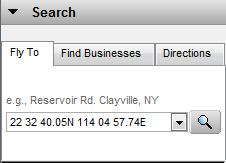 Search
Fly To Find Businesses Directions
e.g., Reservoir Rd. Clayville, NY
22 32 40.05N 114 04 57.74E